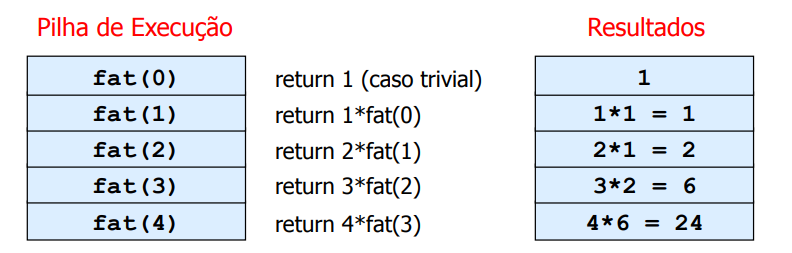 Pilha de Execução Resultados
fat(0) return 1 (caso trivial) 1
fat(1) return 1*fat(0) 1*1 = 1
fat(2) return 2*fat(1) 2*1 = 2
fat(3) return 3*fat(2) 3*2 = 6
fat(4) return 4*fat(3) 4*6 = 24